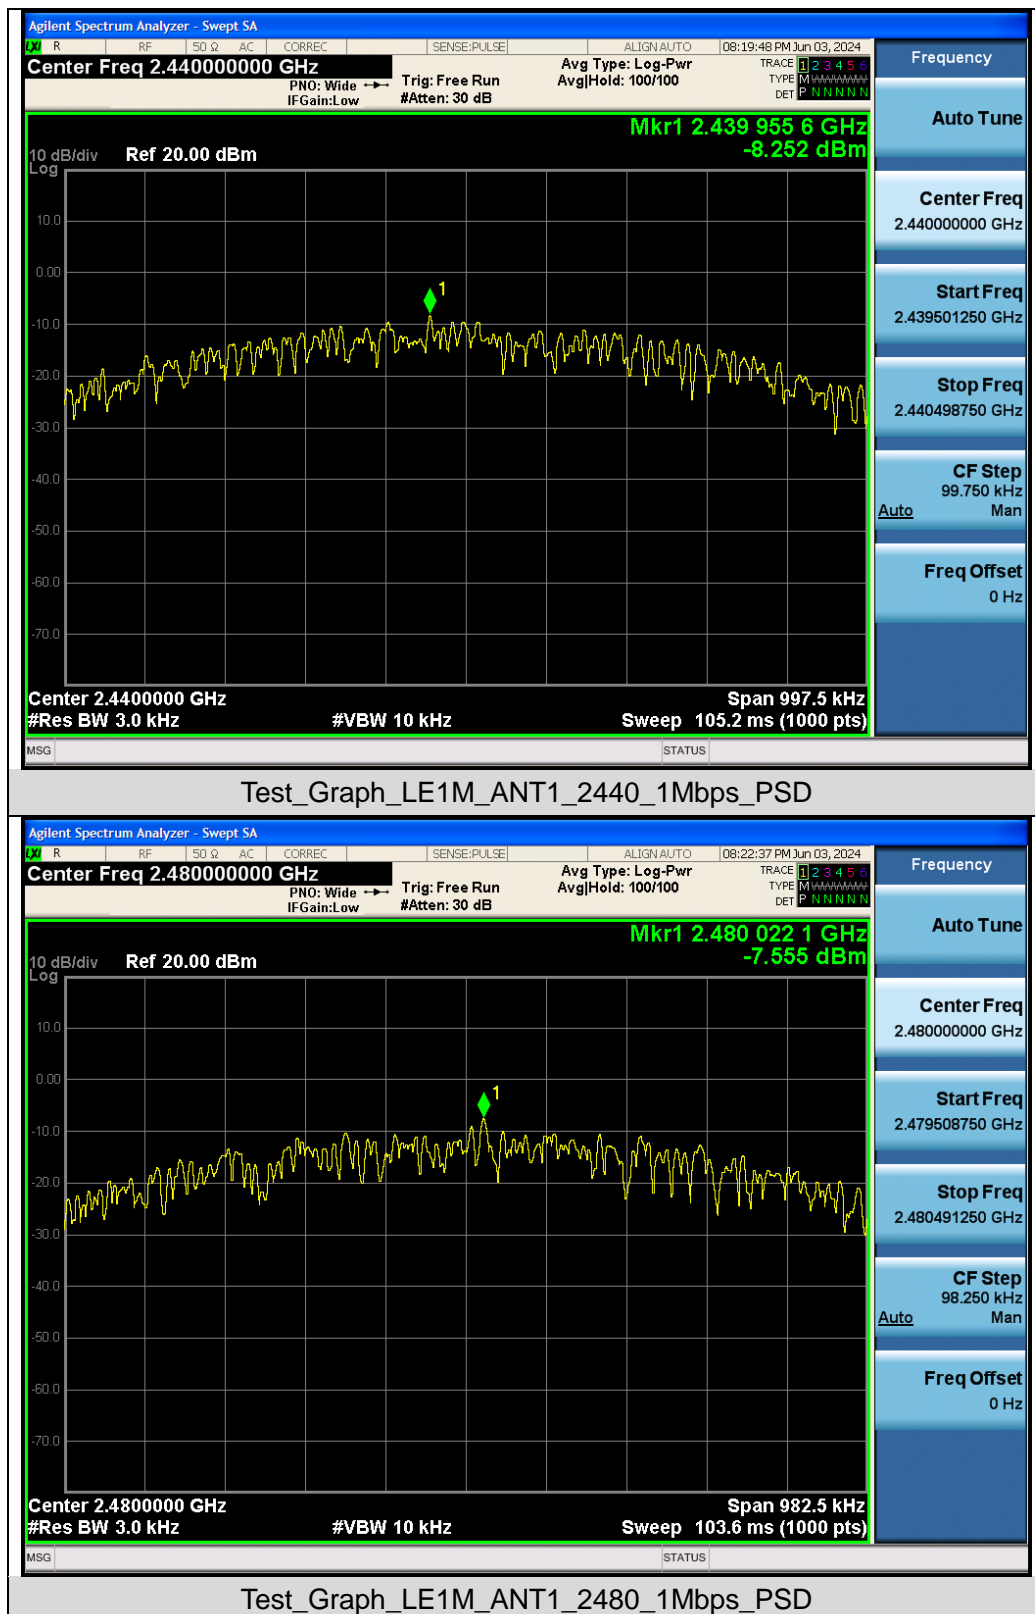 Agilent Spectrum Analyzer - Swept SA
LXI R RF 50 Ω AC CORREC SENSE:PULSE ALIGN AUTO 08:19:48 PM Jun 03, 2024
Center Freq 2.440000000 GHz
PNO: Wide
IFGain:Low
Trig: Free Run
#Atten: 30 dB
Avg Type: Log-Pwr
Avg|Hold: 100/100
TRACE 1 2 3 4 5 6
TYPE M WWWWW
DET P N N N N N
Mkr1 2.439 955 6 GHz
-8.252 dBm
10 dB/div Ref 20.00 dBm
Log
10.0
0.00
1
-10.0
-20.0
-30.0
-40.0
-50.0
-60.0
-70.0
Center 2.4400000 GHz Span 997.5 kHz
#Res BW 3.0 kHz #VBW 10 kHz Sweep 105.2 ms (1000 pts)
MSG STATUS
Frequency
Auto Tune
Center Freq
2.440000000 GHz
Start Freq
2.439501250 GHz
Stop Freq
2.440498750 GHz
CF Step
99.750 kHz
Auto Man
Freq Offset
0 Hz
Test_Graph_LE1M_ANT1_2440_1Mbps_PSD
Agilent Spectrum Analyzer - Swept SA
LXI R RF 50 Ω AC CORREC SENSE:PULSE ALIGN AUTO 08:22:37 PM Jun 03, 2024
Center Freq 2.480000000 GHz
PNO: Wide
IFGain:Low
Trig: Free Run
#Atten: 30 dB
Avg Type: Log-Pwr
Avg|Hold: 100/100
TRACE 1 2 3 4 5 6
TYPE M WWWWW
DET P N N N N N
Mkr1 2.480 022 1 GHz
-7.555 dBm
10 dB/div Ref 20.00 dBm
Log
10.0
0.00
1
-10.0
-20.0
-30.0
-40.0
-50.0
-60.0
-70.0
Center 2.4800000 GHz Span 982.5 kHz
#Res BW 3.0 kHz #VBW 10 kHz Sweep 103.6 ms (1000 pts)
MSG STATUS
Frequency
Auto Tune
Center Freq
2.480000000 GHz
Start Freq
2.479508750 GHz
Stop Freq
2.480491250 GHz
CF Step
98.250 kHz
Auto Man
Freq Offset
0 Hz
Test_Graph_LE1M_ANT1_2480_1Mbps_PSD